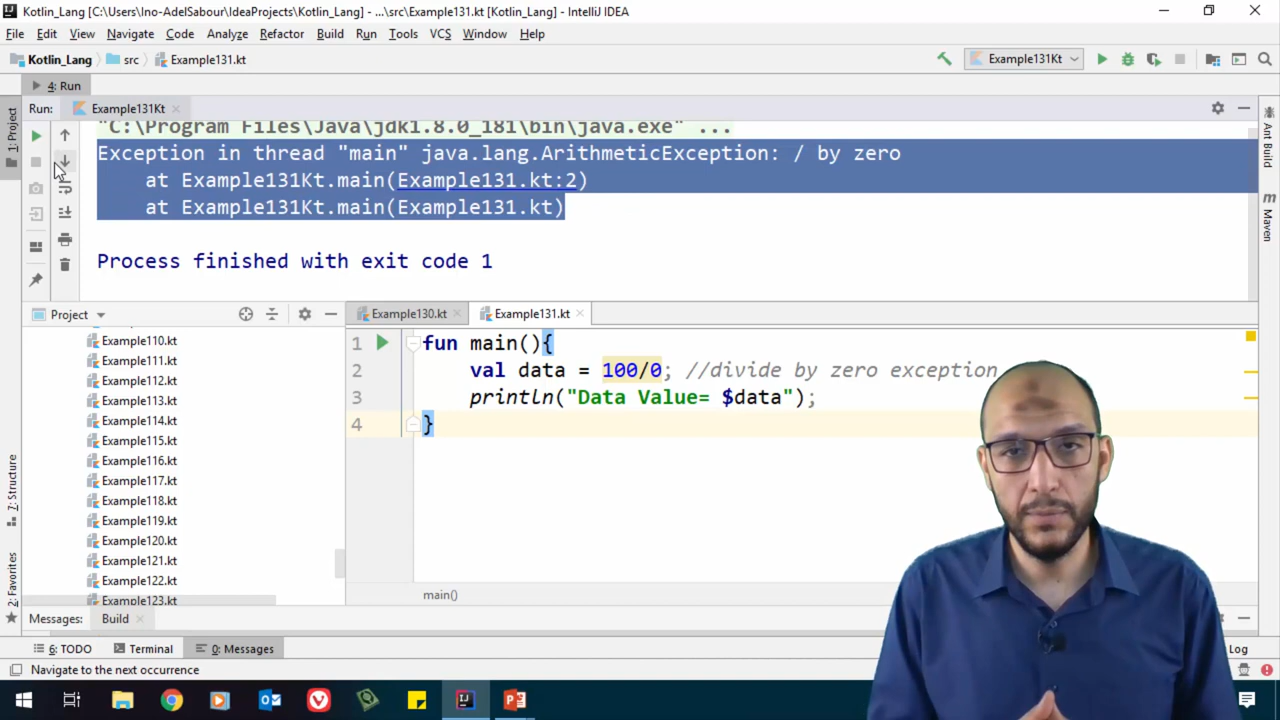 Kotlin_Lang [C:\Users\Ino-AdelSabour\IdeaProjects\Kotlin_Lang] - ...\src\Example131.kt [Kotlin_Lang] - IntelliJ IDEA
File Edit View Navigate Code Analyze Refactor Build Run Tools VCS Window Help
Kotlin_Lang src Example131.kt Example131Kt
4: Run
Run: Example131Kt
"C:\Program Files\Java\jdk1.8.0_181\bin\java.exe" ...
Exception in thread "main" java.lang.ArithmeticException: / by zero
at Example131Kt.main(Example131.kt:2)
at Example131Kt.main(Example131.kt)
Process finished with exit code 1
1: Project
Ant Build
Maven
Project
Example110.kt
Example111.kt
Example112.kt
Example113.kt
Example114.kt
Example115.kt
Example116.kt
Example117.kt
Example118.kt
Example119.kt
Example120.kt
Example121.kt
Example122.kt
Example123.kt
Example130.kt Example131.kt
1 fun main(){
2 val data = 100/0; //divide by zero exception
3 println("Data Value= $data");
4 }
main()
7: Structure
2: Favorites
Messages: Build
6: TODO Terminal 0: Messages Log
Navigate to the next occurrence